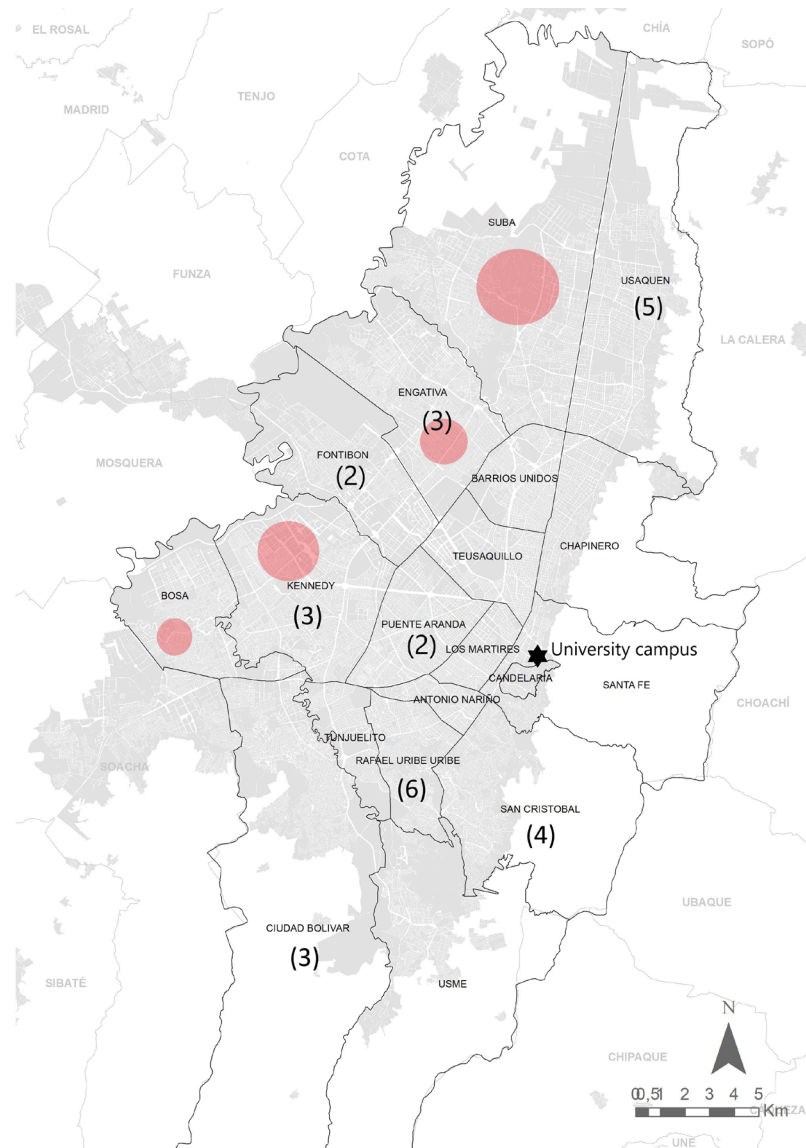 EL ROSAL
CHÍA
SOPÓ
TENJO
MADRID
COTA
SUBA
FUNZA
USAQUEN
(5)
LA CALERA
ENGATIVA
(3)
FONTIBON
(2)
MOSQUERA
BARRIOS UNIDOS
TEUSAQUILLO
CHAPINERO
KENNEDY
BOSA
(3)
PUENTE ARANDA
(2)
LOS MARTIRES
University campus
CANDELARIA
SANTA FE
ANTONIO NARIÑO
CHOACHÍ
TUNJUELITO
RAFAEL URIBE URIBE
SOACHA
(6)
SAN CRISTOBAL
(4)
UBAQUE
CIUDAD BOLIVAR
(3)
SIBATÉ
USME
N
CHIPAQUE
0 0,5 1 2 3 4 5
Km
UNE